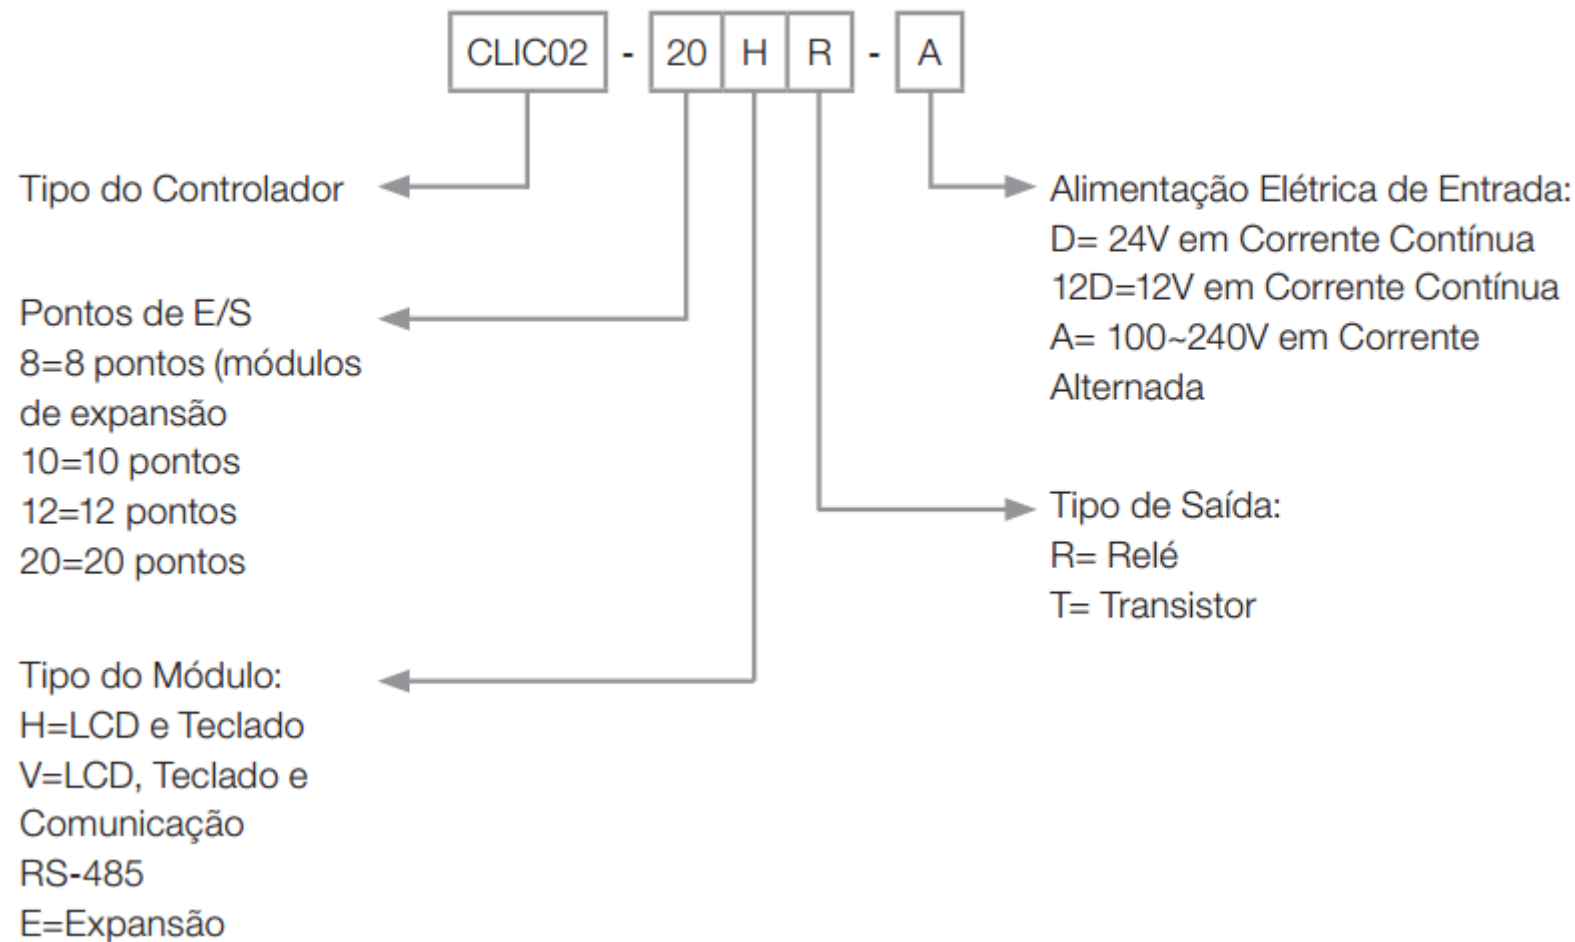 CLIC02 - 20 H R - A
Tipo do Controlador
Pontos de E/S
8=8 pontos (módulos
de expansão
10=10 pontos
12=12 pontos
20=20 pontos
Tipo do Módulo:
H=LCD e Teclado
V=LCD, Teclado e
Comunicação
RS-485
E=Expansão
Alimentação Elétrica de Entrada:
D= 24V em Corrente Contínua
12D=12V em Corrente Contínua
A= 100~240V em Corrente
Alternada
Tipo de Saída:
R= Relé
T= Transistor